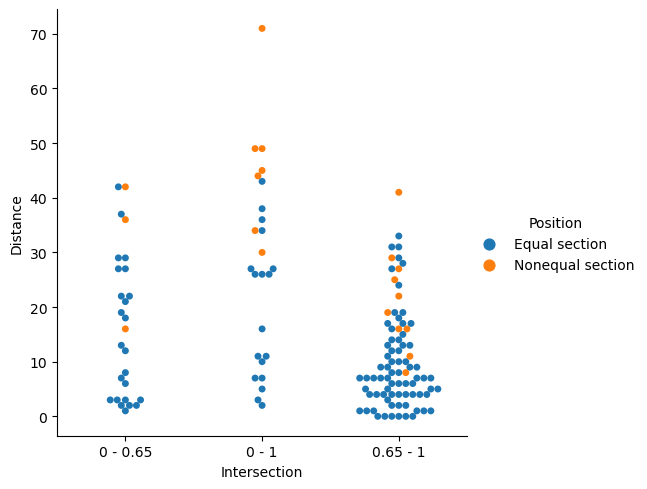 70
60
50
40
30
20
10
0
Distance
0 - 0.65
0 - 1
0.65 - 1
Intersection
Position
Equal section
Nonequal section